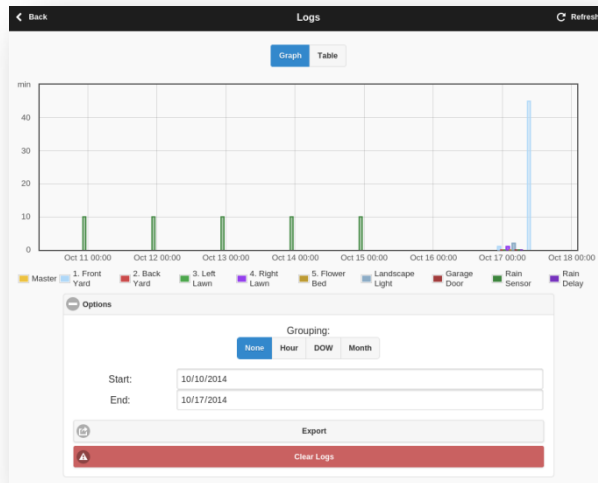 Back Logs Refresh
Graph Table
min
40
30
20
10
0
Oct 11 00:00 Oct 12 00:00 Oct 13 00:00 Oct 14 00:00 Oct 15 00:00 Oct 16 00:00 Oct 17 00:00 Oct 18 00:00
Master 1. Front Yard 2. Back Yard 3. Left Lawn 4. Right Lawn 5. Flower Bed Landscape Light Garage Door Rain Sensor Rain Delay
Options
Grouping:
None Hour DOW Month
Start: 10/10/2014
End: 10/17/2014
Export
Clear Logs